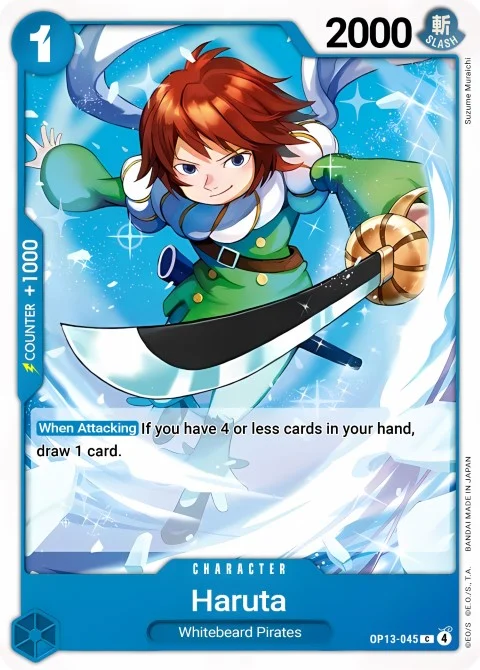 1
2000
斬
SLASH
Suzume Muraichi
COUNTER +1000
When Attacking If you have 4 or less cards in your hand,
draw 1 card.
CHARACTER
Haruta
Whitebeard Pirates
OP13-045 C 4
©E.O/S ©E.O./S.,T.A. BANDAI MADE IN JAPAN